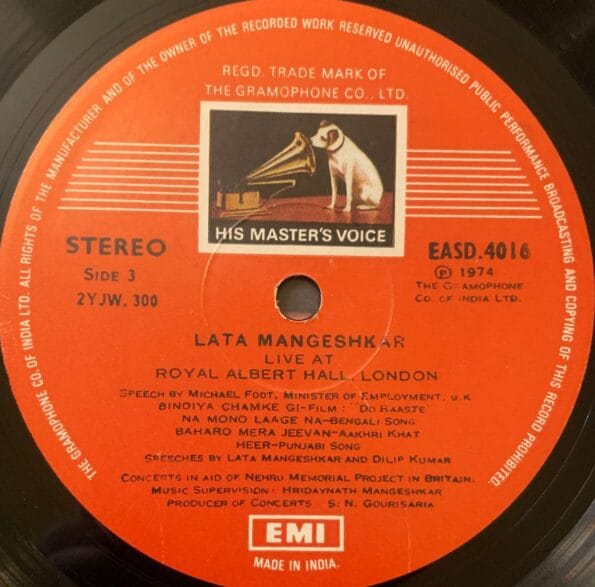 THE GRAMOPHONE CO. OF INDIA LTD. ALL RIGHTS OF THE MANUFACTURER AND OF THE OWNER OF THE RECORDED WORK RESERVED UNAUTHORISED PUBLIC PERFORMANCE BROADCASTING AND COPYING OF THIS RECORD PROHIBITED.
REGD. TRADE MARK OF
THE GRAMOPHONE CO., LTD.
HIS MASTER'S VOICE
STEREO
SIDE 3
2YJW. 300
EASD.4016
Ⓟ 1974
THE GRAMOPHONE
CO. OF INDIA LTD.
LATA MANGESHKAR
LIVE AT
ROYAL ALBERT HALL, LONDON
SPEECH BY MICHAEL FOOT, MINISTER OF EMPLOYMENT, U.K
BINDIYA CHAMKE GI-FILM : "DO RAASTE"
NA MONO LAAGE NA-BENGALI SONG
BAHARO MERA JEEVAN-AAKHRI KHAT
HEER-PUNJABI SONG
SPEECHES BY LATA MANGESHKAR AND DILIP KUMAR
CONCERTS IN AID OF NEHRU MEMORIAL PROJECT IN BRITAIN.
MUSIC SUPERVISION : HRIDAYNATH MANGESHKAR
PRODUCER OF CONCERTS S. N. GOURISARIA
EMI
MADE IN INDIA.